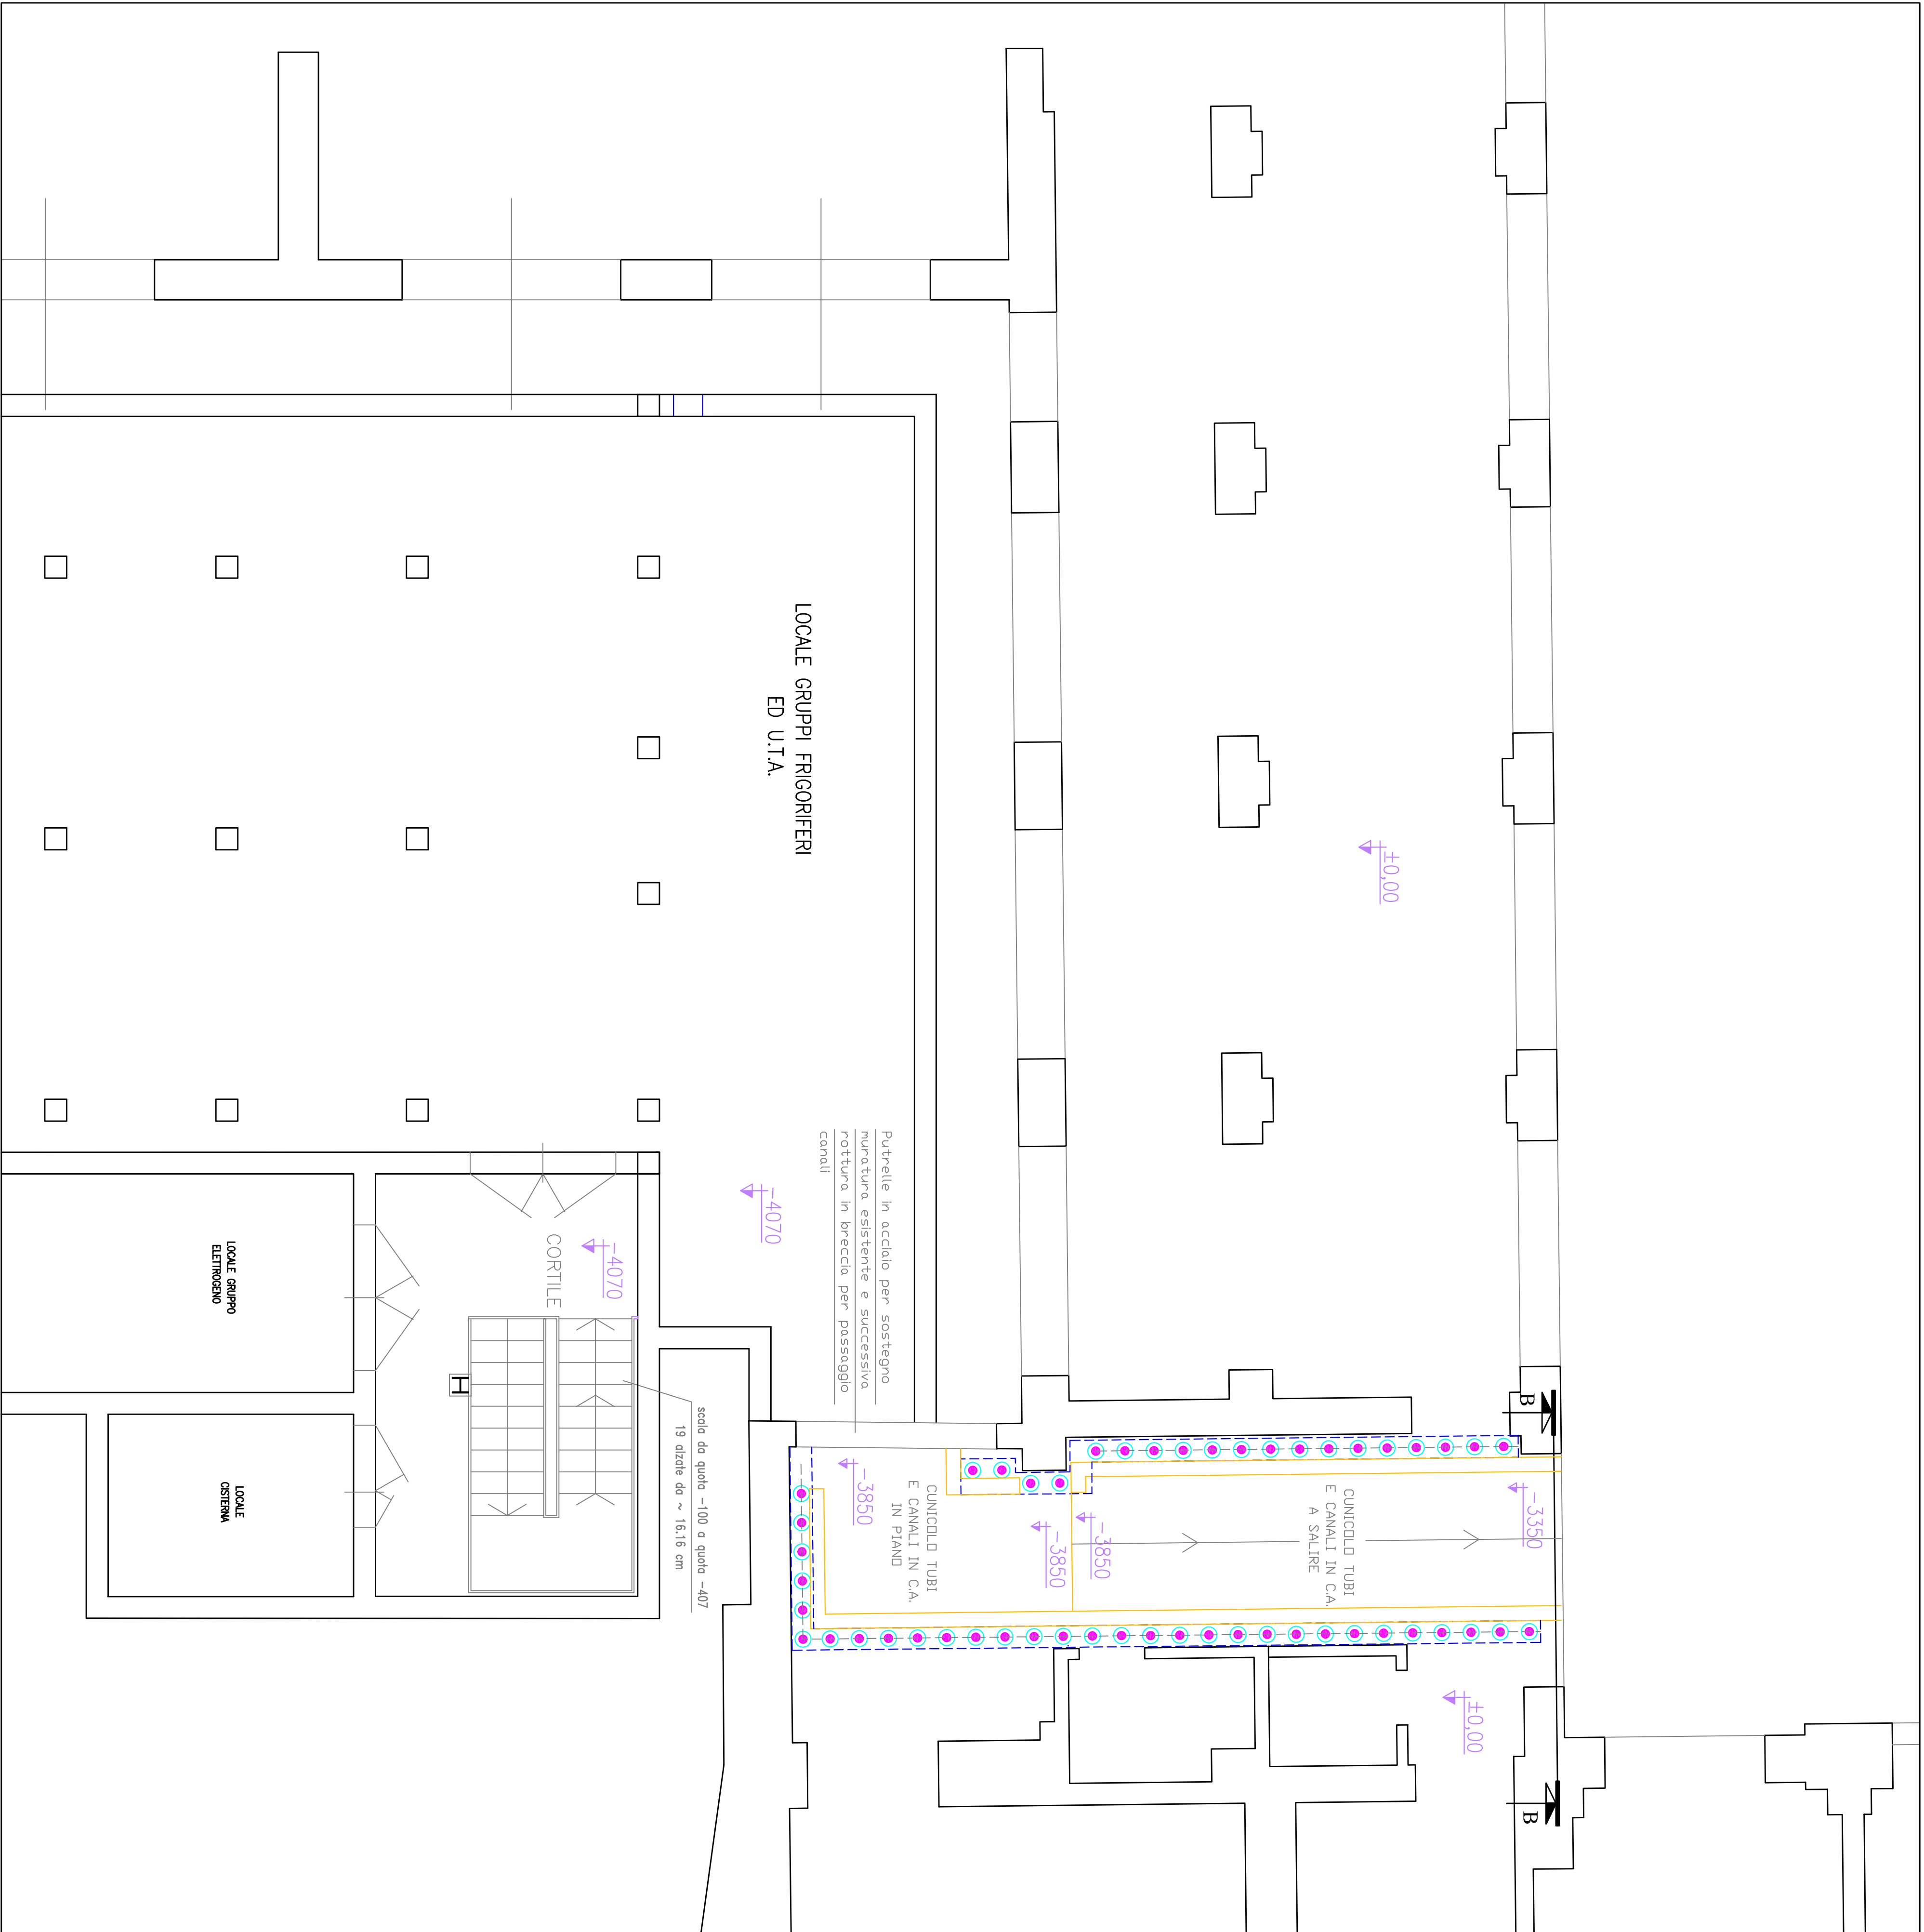 ±0,00
LOCALE GRUPPI FRIGORIFERI
ED U.T.A.
Putrelle in acciaio per sostegno
muratura esistente e successiva
rottura in breccia per passaggio
canali
-4070
-4070
CORTILE
LOCALE GRUPPO
ELETTROGENO
H
scala da quota -100 a quota -407
19 alzate da ~ 16.16 cm
LOCALE
CISTERNA
B
-3350
CUNICOLO TUBI
E CANALI IN C.A.
A SALIRE
-3850
-3850
CUNICOLO TUBI
E CANALI IN C.A.
IN PIANO
-3850
±0,00
B